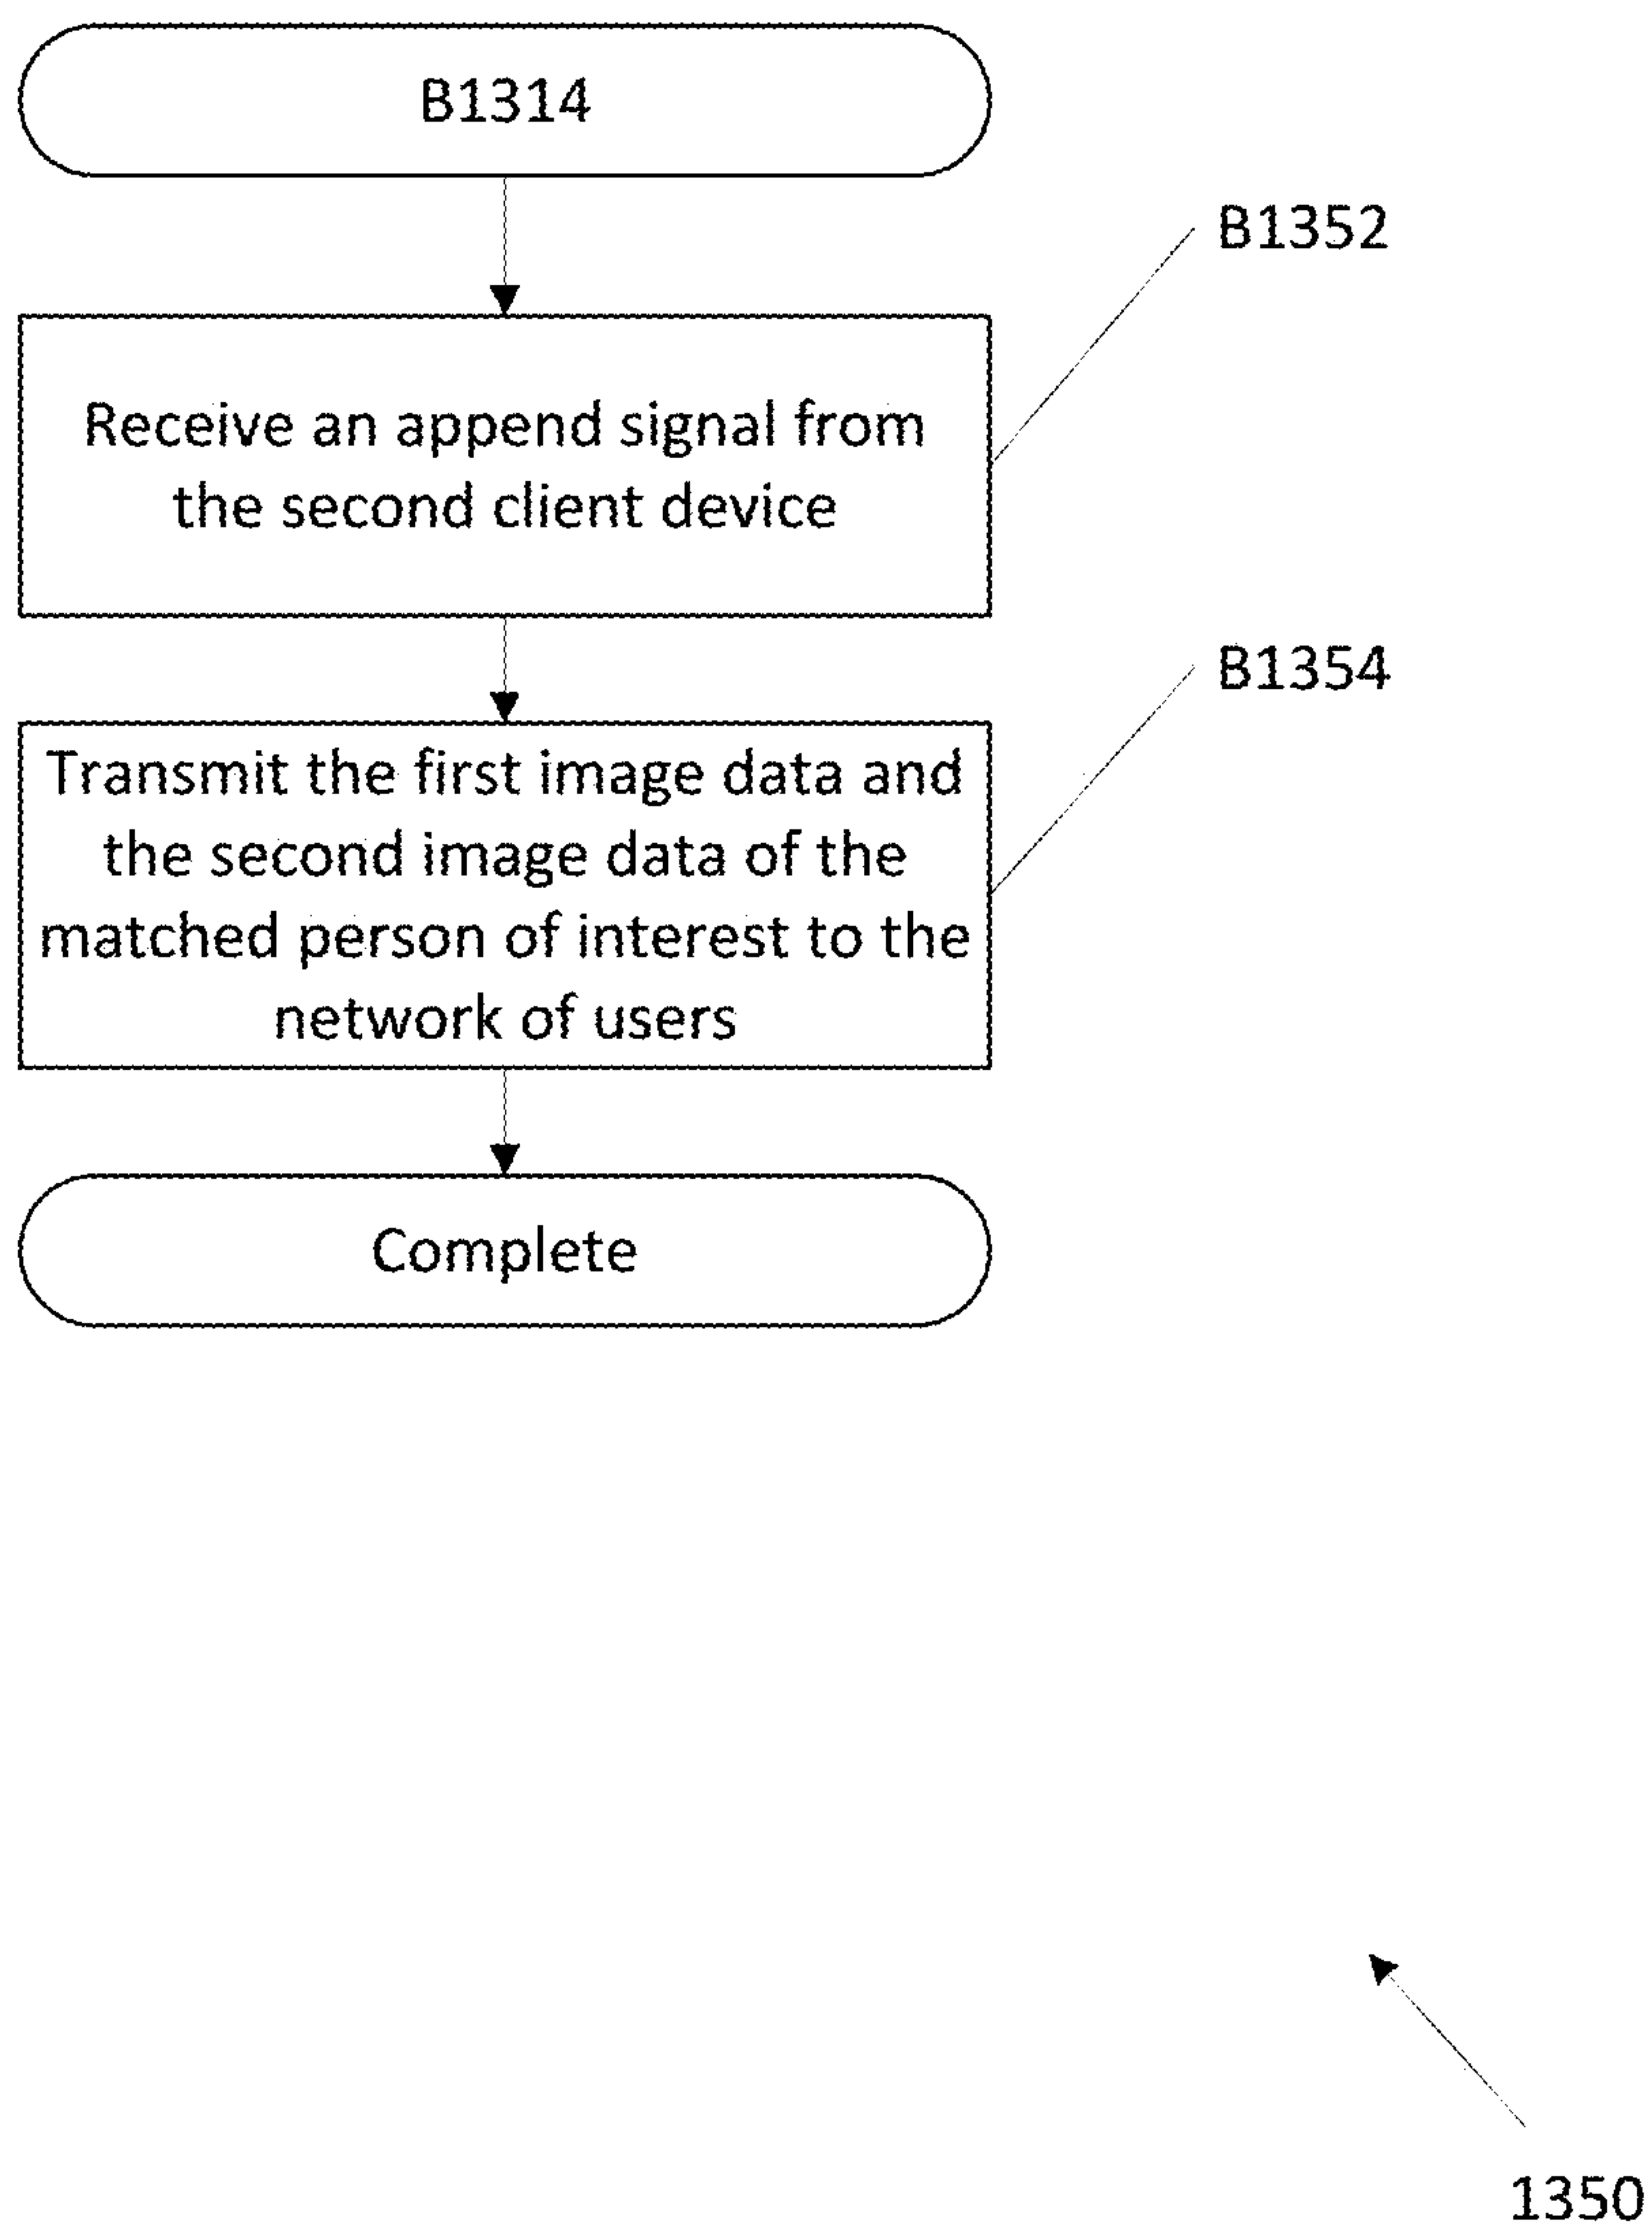 B1314
B1352
Receive an append signal from
the second client device
B1354
Transmit the first image data and
the second image data of the
matched person of interest to the
network of users
Complete
1350